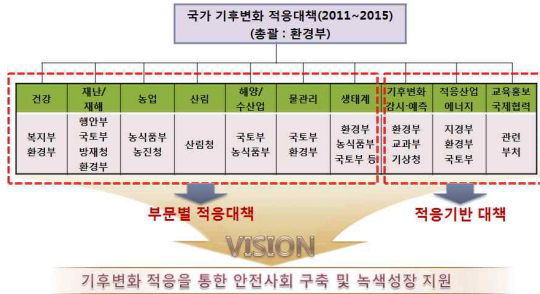 국가 기후변화 적응대책(2011~2015)
(총괄 : 환경부)
건강
재난/
재해
농업
산림
해양/
수산업
물관리
생태계
기후변화
감시·예측
적응산업
에너지
교육홍보
국제협력
복지부
환경부
행안부
국토부
방재청
환경부
농식품부
농진청
산림청
국토부
농식품부
국토부
환경부
환경부
농식품부
국토부 등
환경부
교과부
기상청
지경부
환경부
국토부
관련
부처
부문별 적응대책
적응기반 대책
VISION
기후변화 적응을 통한 안전사회 구축 및 녹색성장 지원